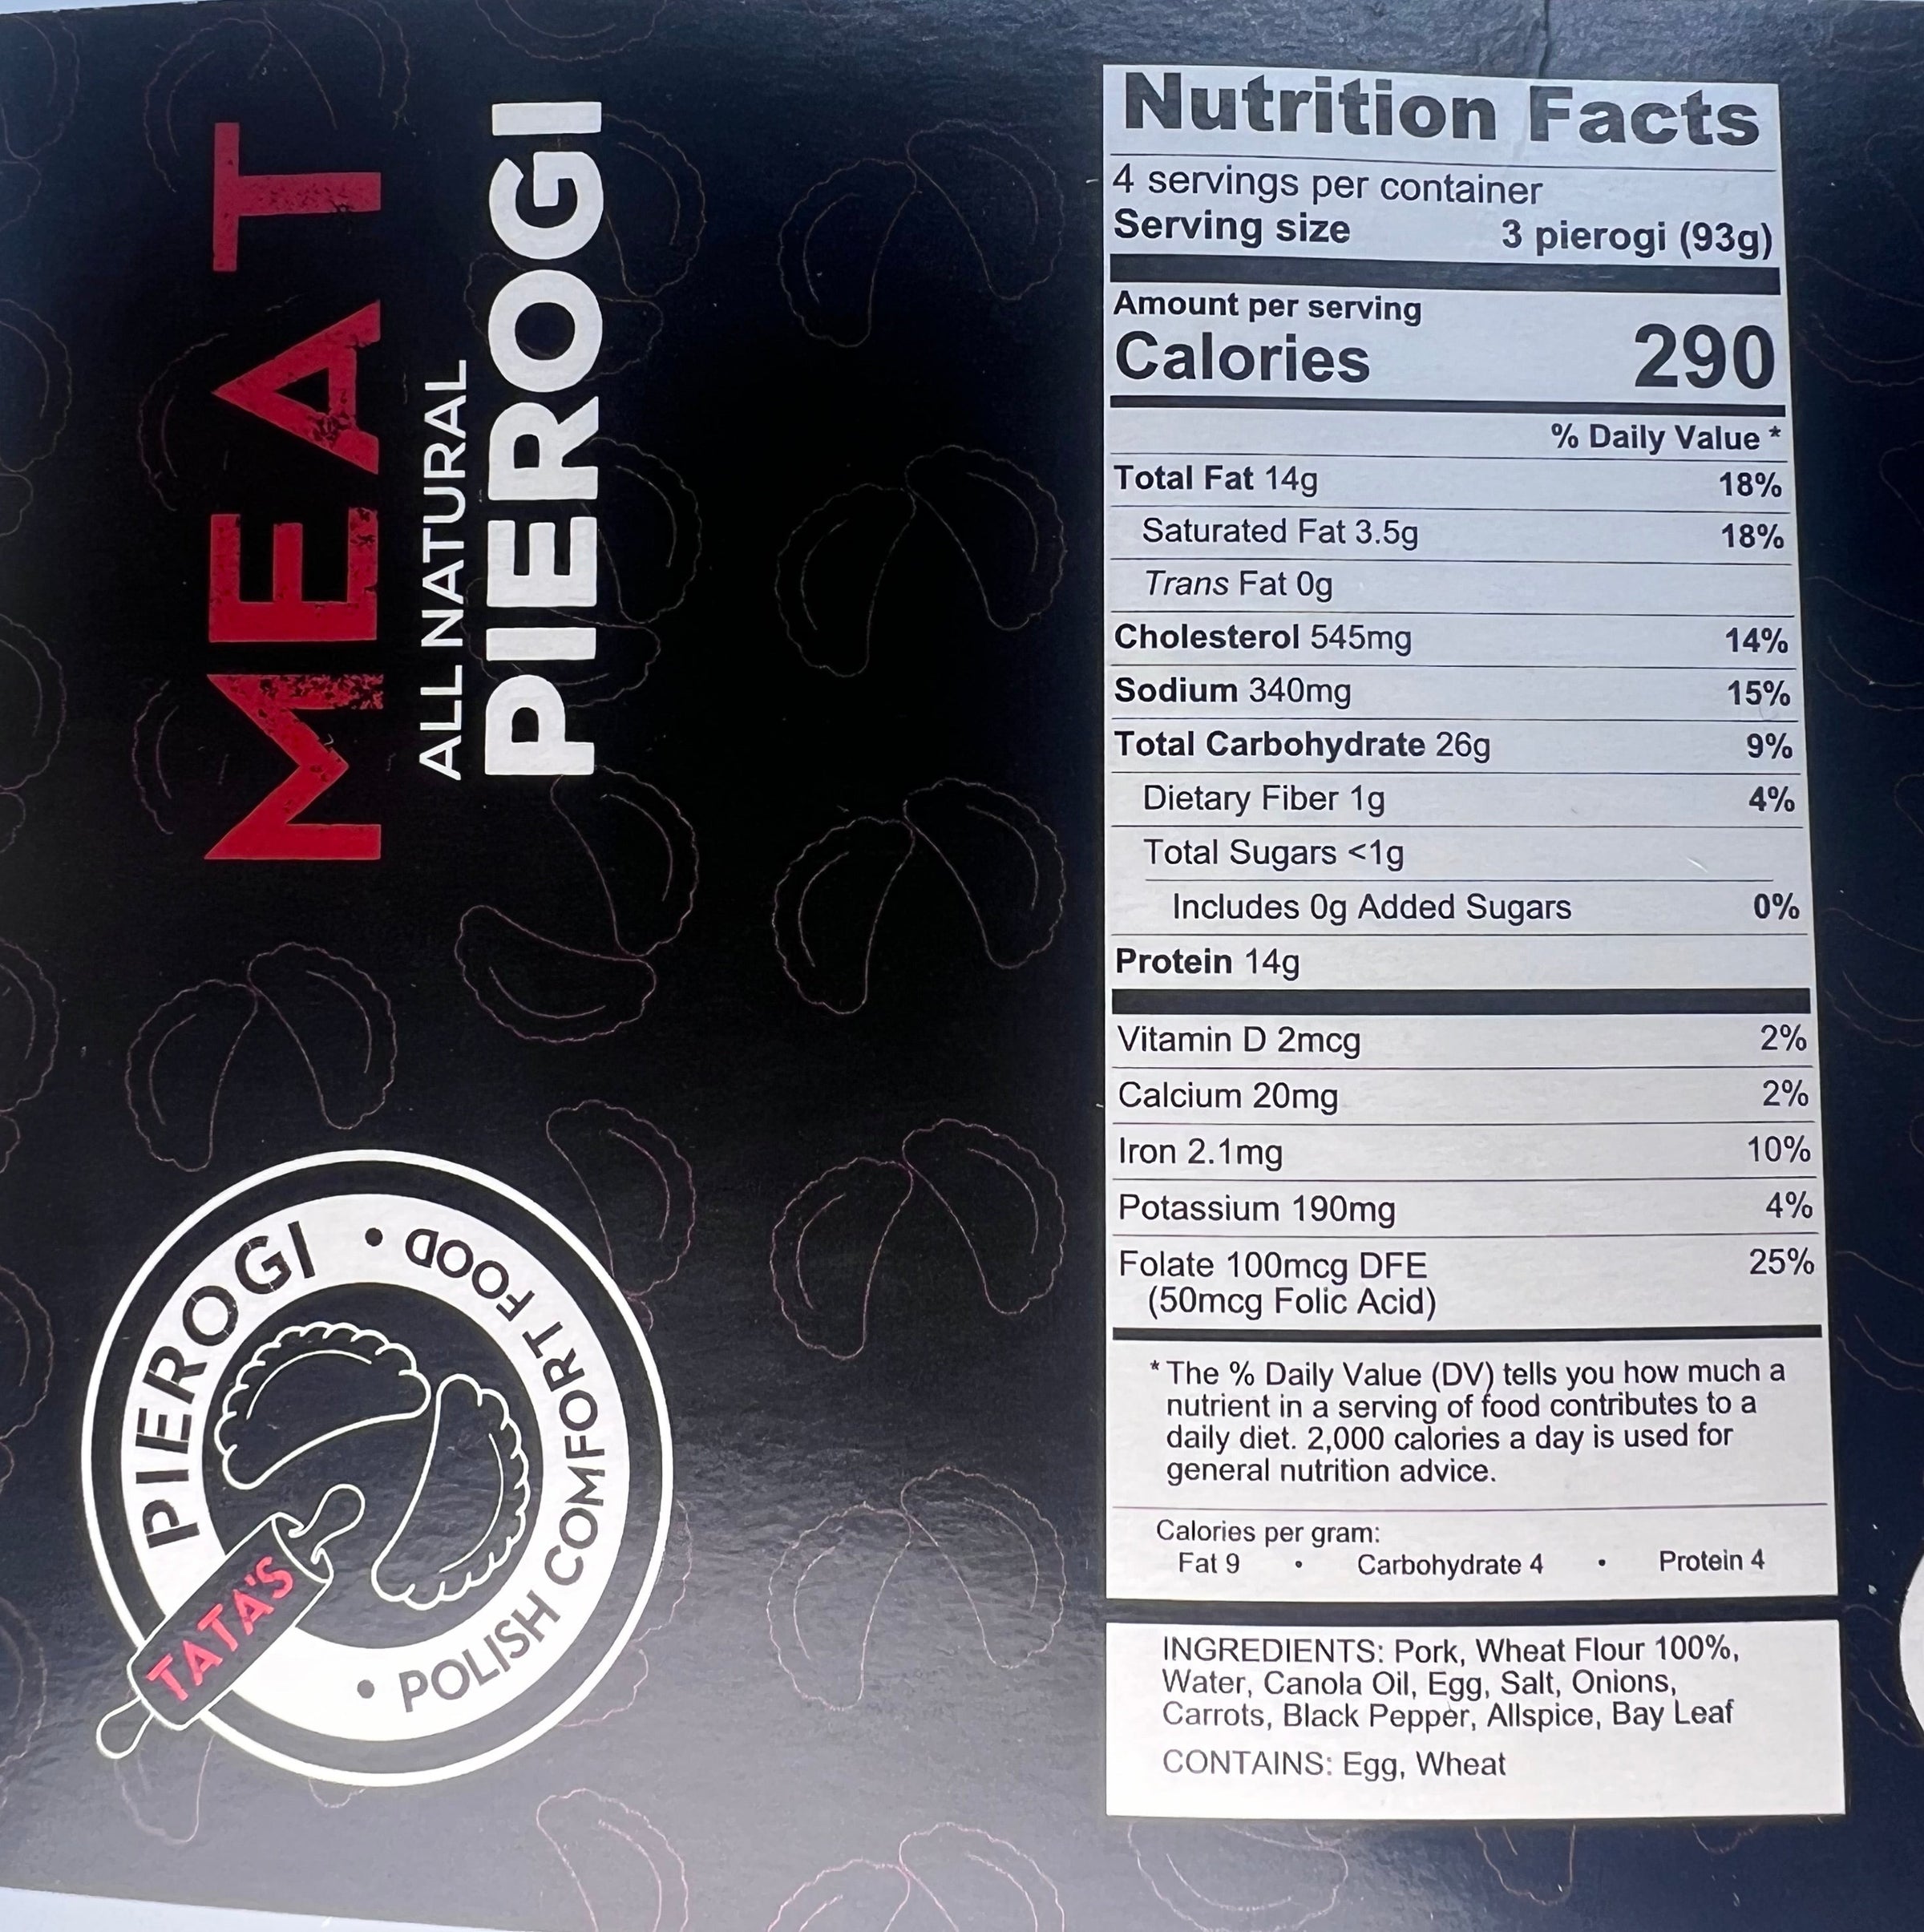 MEAT
ALL NATURAL
PIEROGI
TATA'S
PIEROGI
• POLISH COMFORT FOOD •
Nutrition Facts
4 servings per container
Serving size 3 pierogi (93g)
Amount per serving
Calories 290
% Daily Value *
Total Fat 14g 18%
Saturated Fat 3.5g 18%
Trans Fat 0g
Cholesterol 545mg 14%
Sodium 340mg 15%
Total Carbohydrate 26g 9%
Dietary Fiber 1g 4%
Total Sugars <1g
Includes 0g Added Sugars 0%
Protein 14g
Vitamin D 2mcg 2%
Calcium 20mg 2%
Iron 2.1mg 10%
Potassium 190mg 4%
Folate 100mcg DFE 25%
(50mcg Folic Acid)
* The % Daily Value (DV) tells you how much a
nutrient in a serving of food contributes to a
daily diet. 2,000 calories a day is used for
general nutrition advice.
Calories per gram:
Fat 9 • Carbohydrate 4 • Protein 4
INGREDIENTS: Pork, Wheat Flour 100%,
Water, Canola Oil, Egg, Salt, Onions,
Carrots, Black Pepper, Allspice, Bay Leaf
CONTAINS: Egg, Wheat